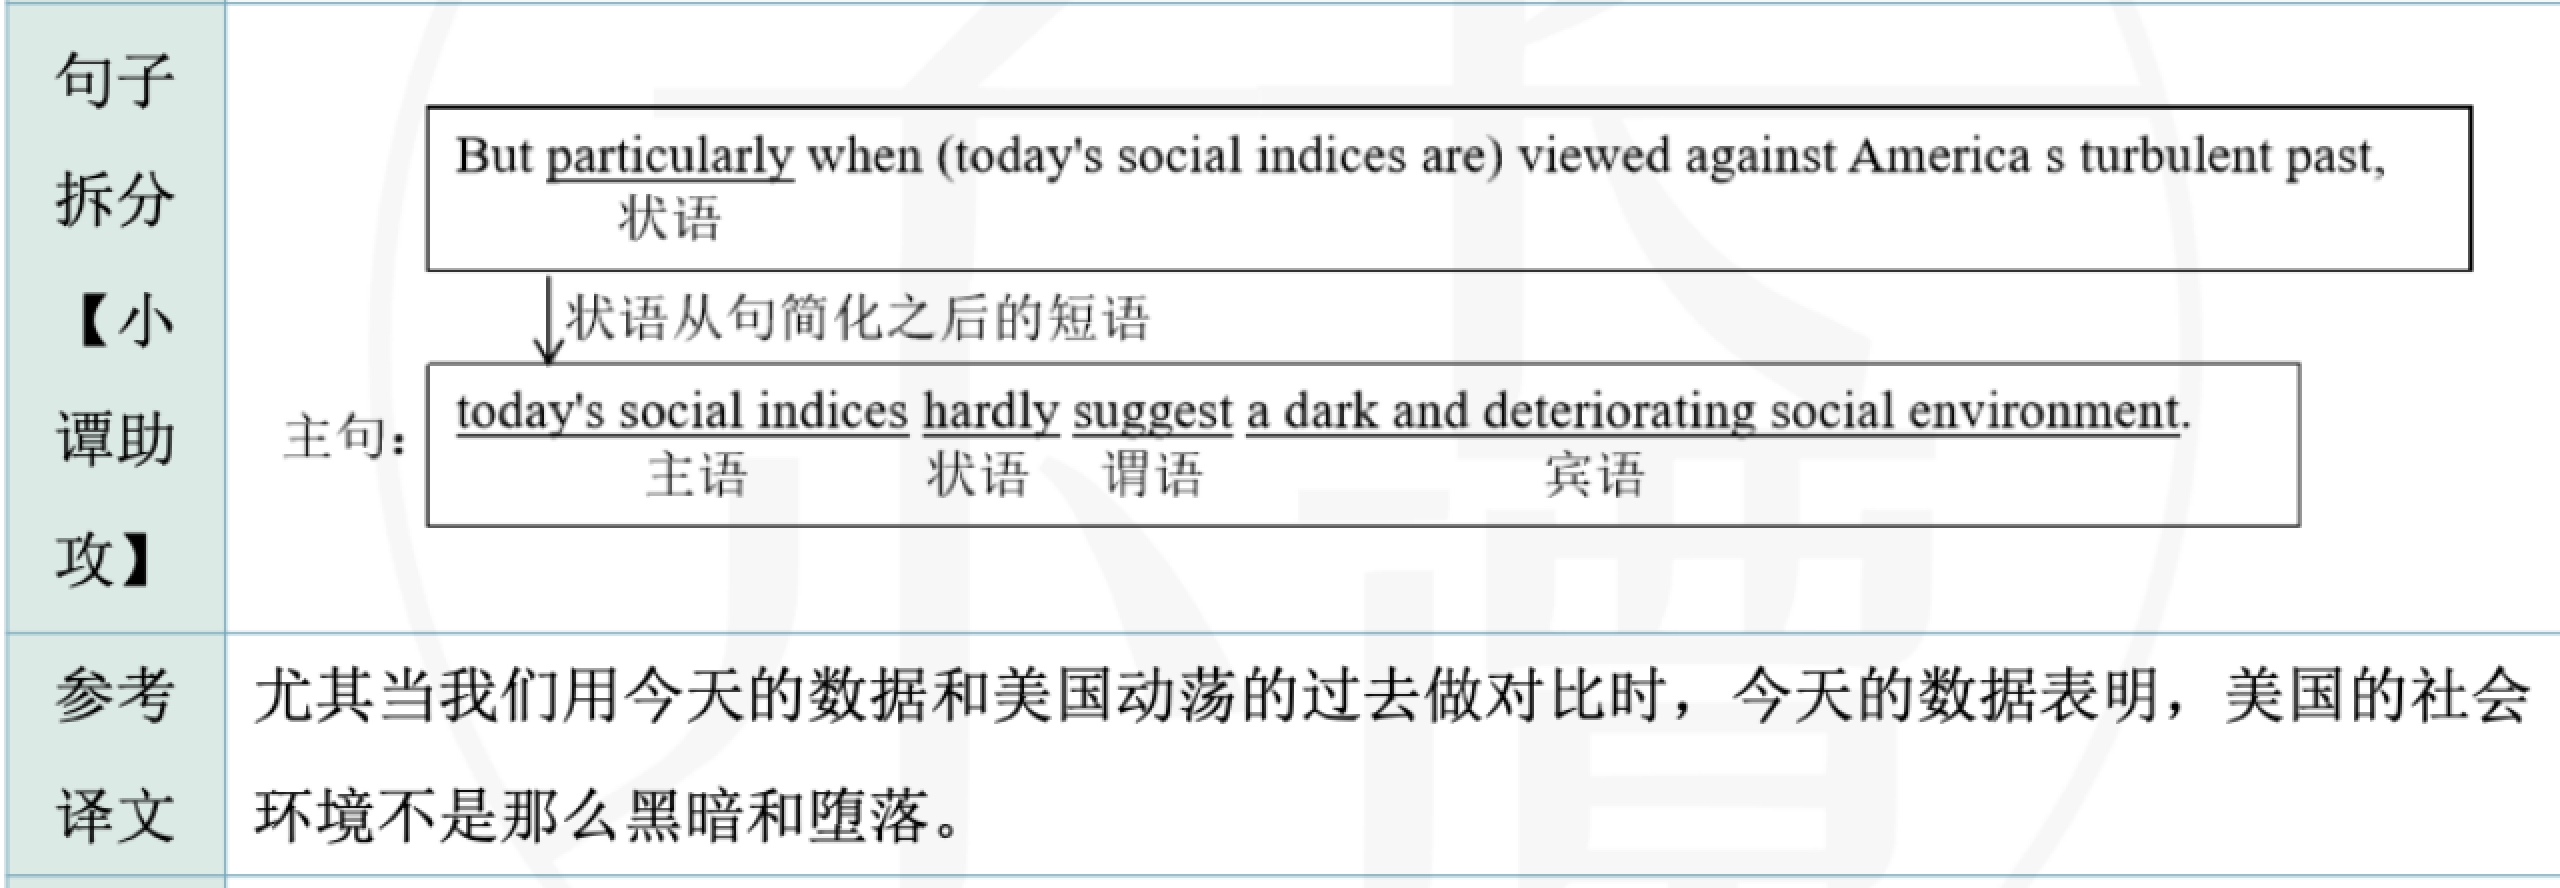 句子
拆分
【小
谭助
攻】
But particularly when (today's social indices are) viewed against America s turbulent past,
状语
状语从句简化之后的短语
主句：
today's social indices hardly suggest a dark and deteriorating social environment.
主语 状语 谓语 宾语
参考
译文
尤其当我们用今天的数据和美国动荡的过去做对比时，今天的数据表明，美国的社会
环境不是那么黑暗和堕落。